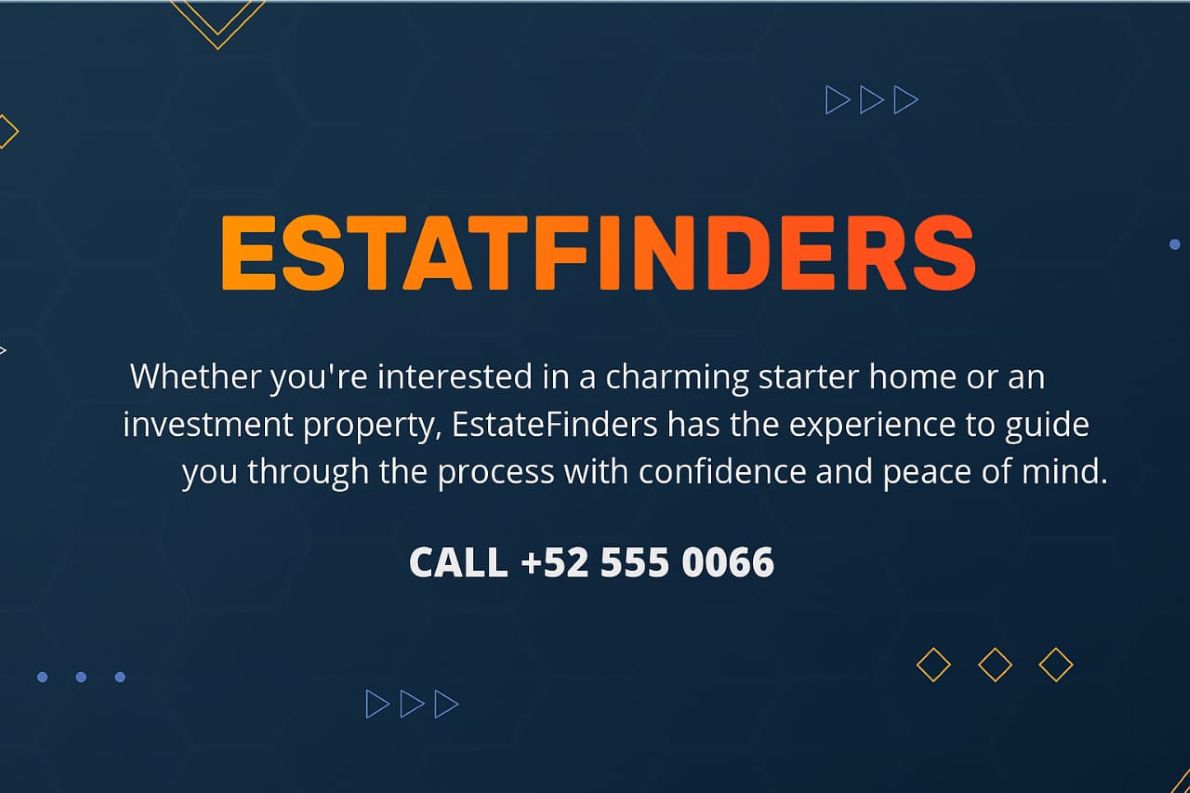 ESTATFINDERS
Whether you're interested in a charming starter home or an
investment property, EstateFinders has the experience to guide
you through the process with confidence and peace of mind.
CALL +52 555 0066